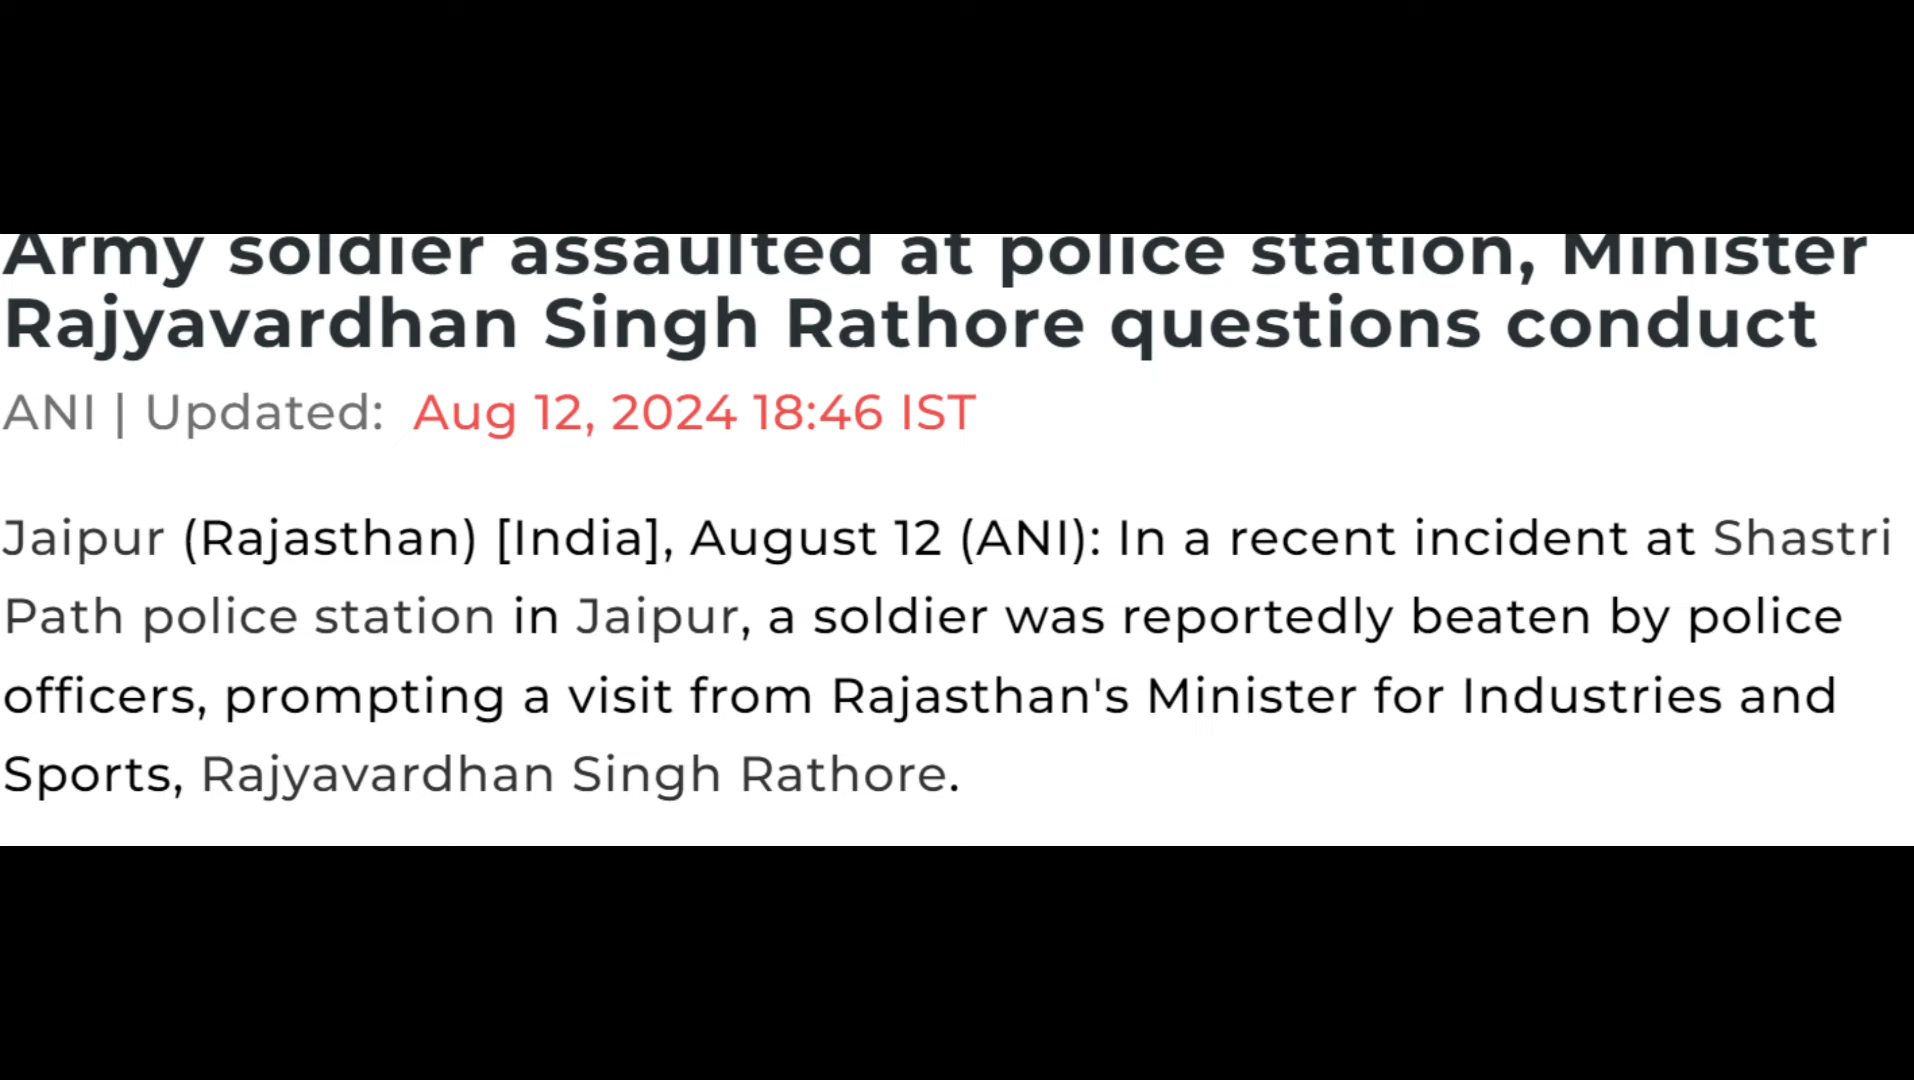 Army soldier assaulted at police station, Minister
Rajyavardhan Singh Rathore questions conduct
ANI | Updated: Aug 12, 2024 18:46 IST
Jaipur (Rajasthan) [India], August 12 (ANI): In a recent incident at Shastri
Path police station in Jaipur, a soldier was reportedly beaten by police
officers, prompting a visit from Rajasthan's Minister for Industries and
Sports, Rajyavardhan Singh Rathore.